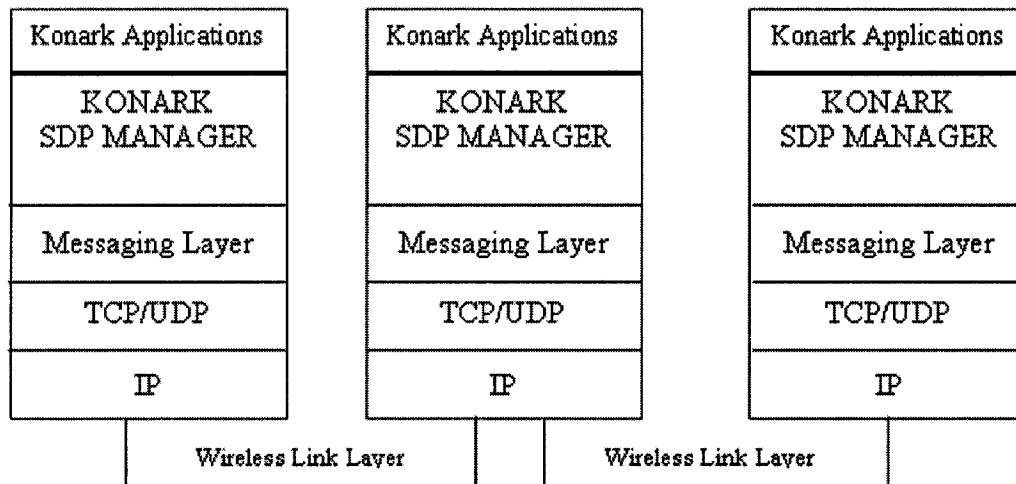 Konark Applications
KONARK
SDP MANAGER
Messaging Layer
TCP/UDP
IP
Konark Applications
KONARK
SDP MANAGER
Messaging Layer
TCP/UDP
IP
Konark Applications
KONARK
SDP MANAGER
Messaging Layer
TCP/UDP
IP
Wireless Link Layer
Wireless Link Layer